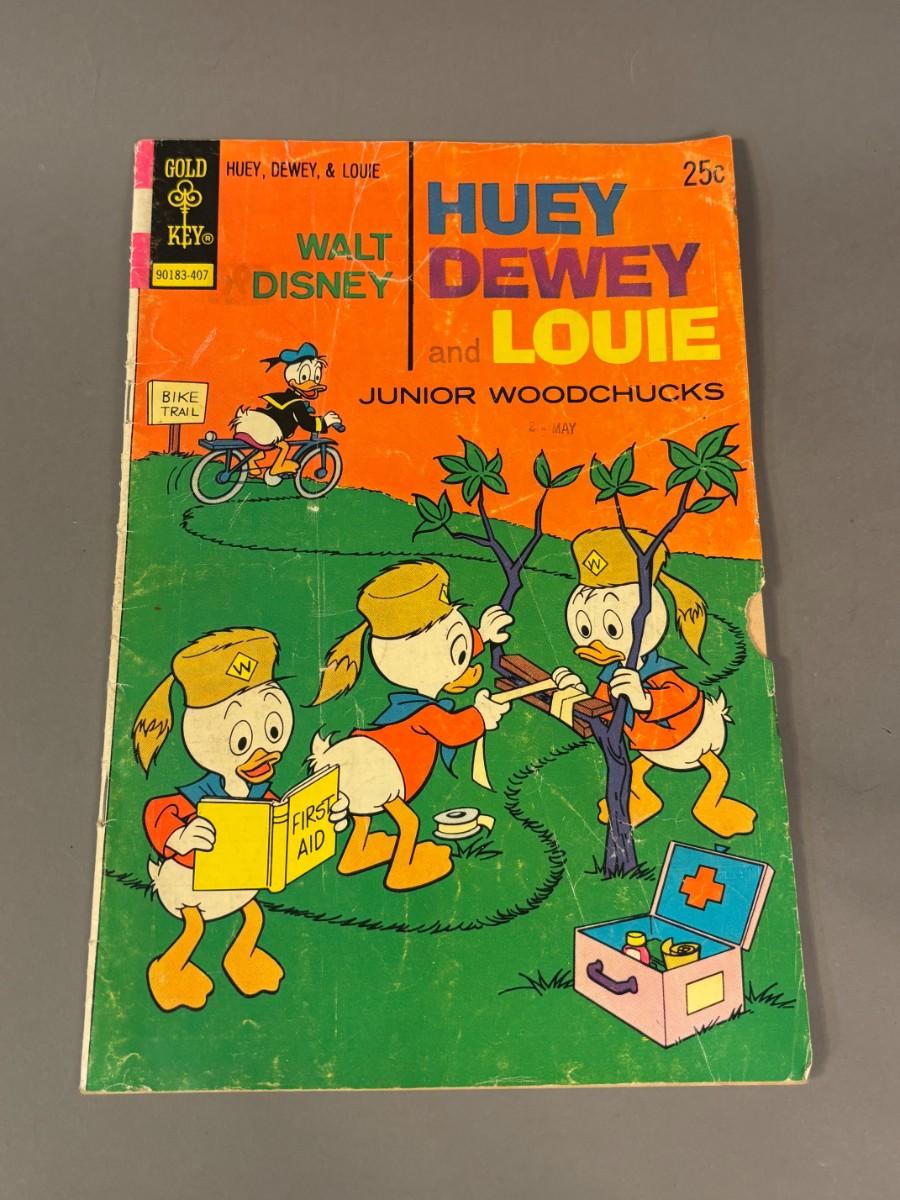 GOLD
KEY®
90183-407
HUEY, DEWEY, & LOUIE
25¢
WALT
DISNEY
HUEY
DEWEY
and LOUIE
JUNIOR WOODCHUCKS
2 - MAY
BIKE
TRAIL
W
W
W
FIRST
AID